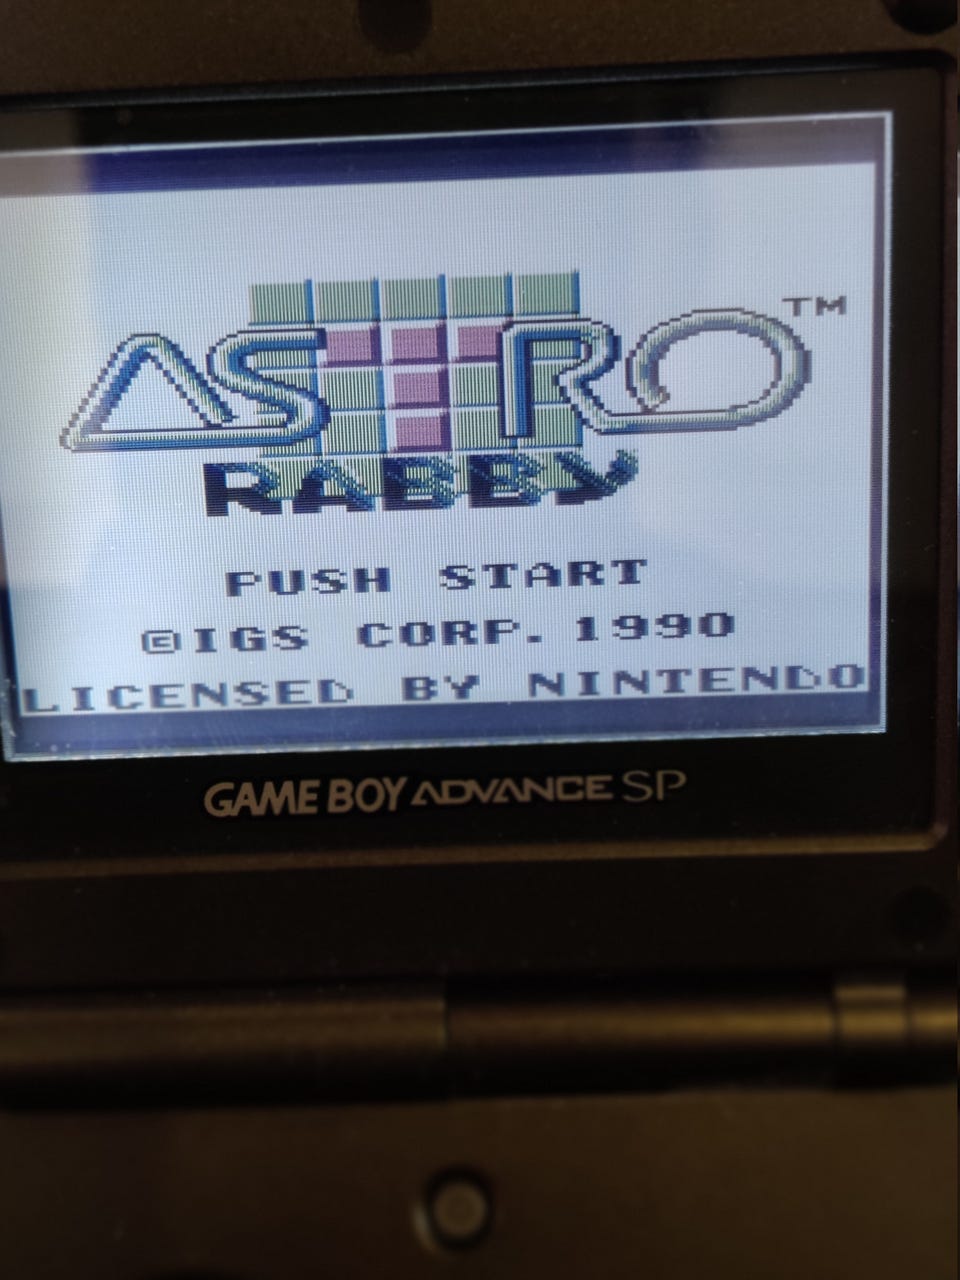 ASTRO™
RABBY
PUSH START
©IGS CORP. 1990
LICENSED BY NINTENDO
GAME BOY ADVANCE SP